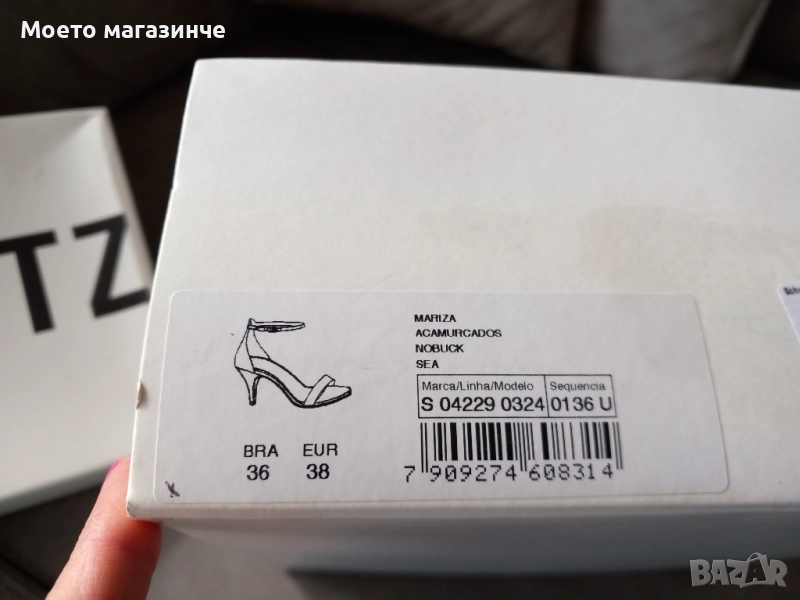 Моето магазинче
TZ
MARIZA
ACAMURCADOS
NOBUCK
SEA
Marca/Linha/Modelo Sequencia
S 04229 0324 0136 U
BRA EUR
36 38
7 909274 608314
BAZAR